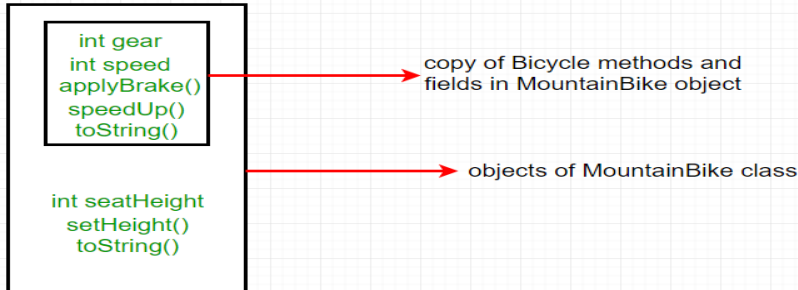 int gear
int speed
applyBrake()
speedUp()
toString()
copy of Bicycle methods and
fields in MountainBike object
objects of MountainBike class
int seatHeight
setHeight()
toString()